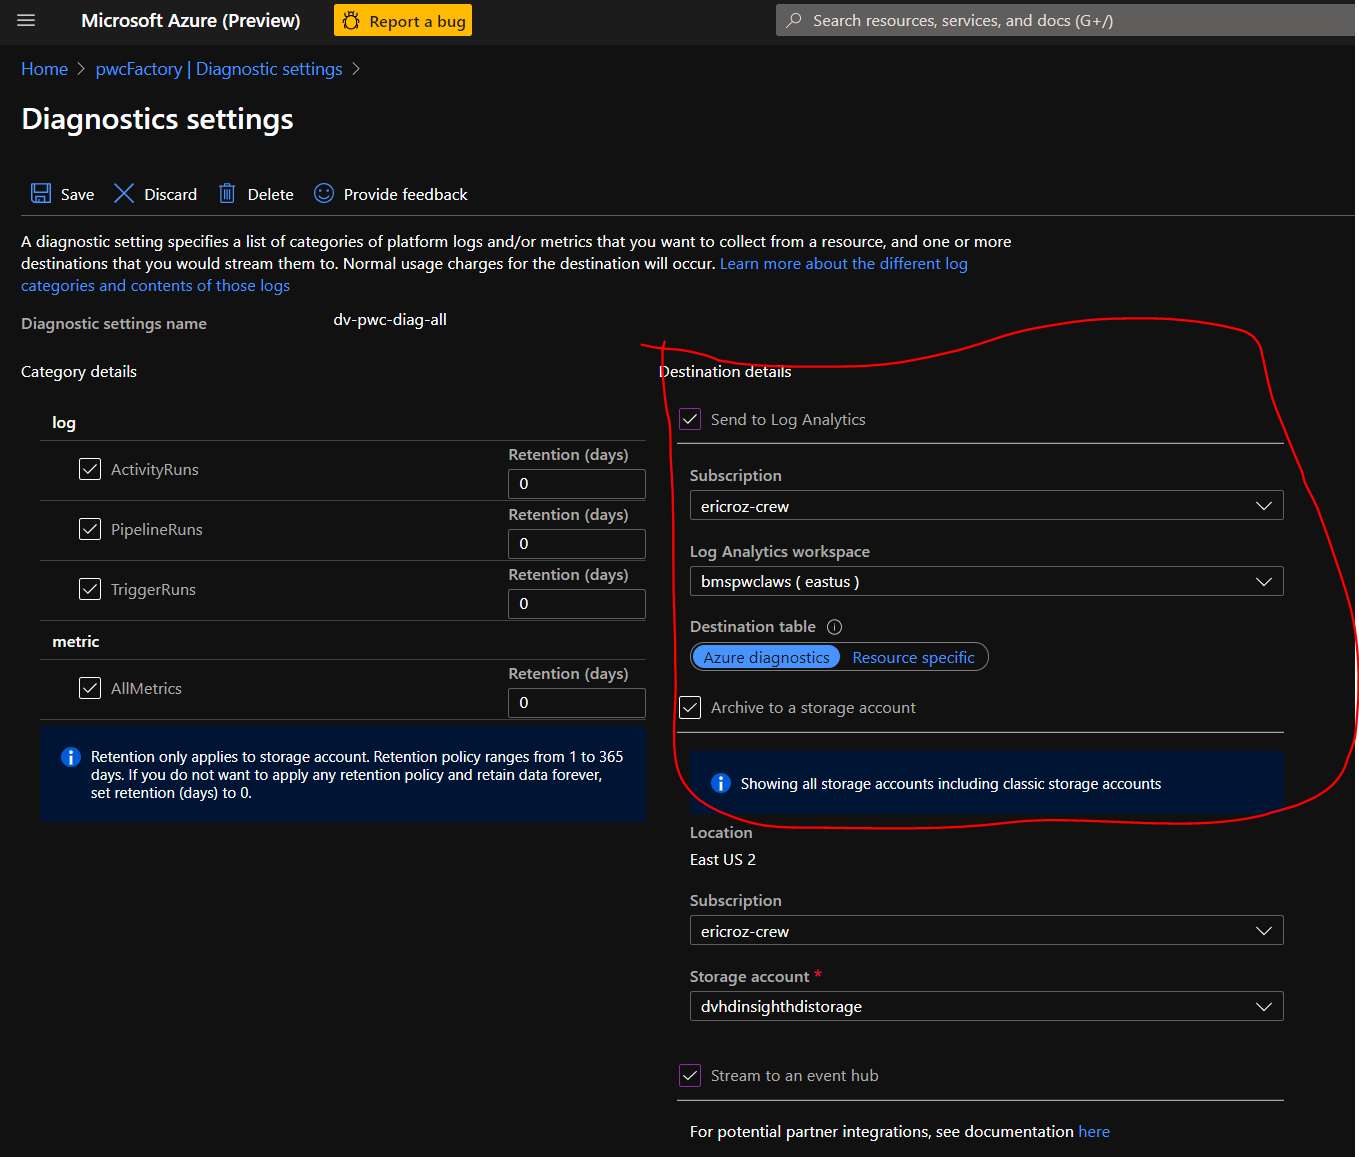 Microsoft Azure (Preview)
Report a bug
Search resources, services, and docs (G+/)
Home > pwcFactory | Diagnostic settings >
Diagnostics settings
Save
Discard
Delete
Provide feedback
A diagnostic setting specifies a list of categories of platform logs and/or metrics that you want to collect from a resource, and one or more
destinations that you would stream them to. Normal usage charges for the destination will occur. Learn more about the different log
categories and contents of those logs
Diagnostic settings name
dv-pwc-diag-all
Category details
log
ActivityRuns
Retention (days)
0
PipelineRuns
Retention (days)
0
TriggerRuns
Retention (days)
0
metric
AllMetrics
Retention (days)
0
Retention only applies to storage account. Retention policy ranges from 1 to 365
days. If you do not want to apply any retention policy and retain data forever,
set retention (days) to 0.
Destination details
Send to Log Analytics
Subscription
ericroz-crew
Log Analytics workspace
bmspwclaws ( eastus )
Destination table
Azure diagnostics
Resource specific
Archive to a storage account
Showing all storage accounts including classic storage accounts
Location
East US 2
Subscription
ericroz-crew
Storage account *
dvhdinsighthdistorage
Stream to an event hub
For potential partner integrations, see documentation here